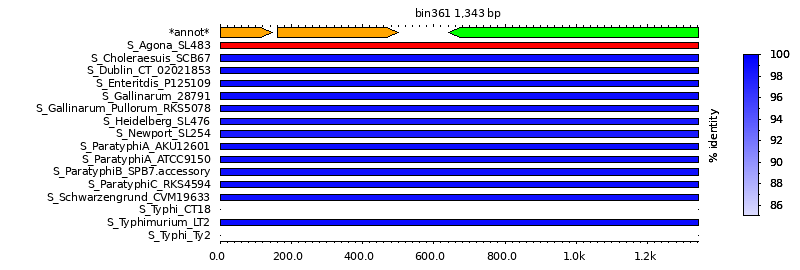 bin361 1,343 bp
*annot*
S_Agona_SL483
S_Choleraesuis_SCB67
S_Dublin_CT_02021853
S_Enteritdis_P125109
S_Gallinarum_28791
S_Gallinarum_Pullorum_RKS5078
S_Heidelberg_SL476
S_Newport_SL254
S_ParatyphiA_AKU12601
S_ParatyphiA_ATCC9150
S_ParatyphiB_SPB7.accessory
S_ParatyphiC_RKS4594
S_Schwarzengrund_CVM19633
S_Typhi_CT18
S_Typhimurium_LT2
S_Typhi_Ty2
0.0 200.0 400.0 600.0 800.0 1.0k 1.2k
% identity
100
98
96
94
92
90
88
86